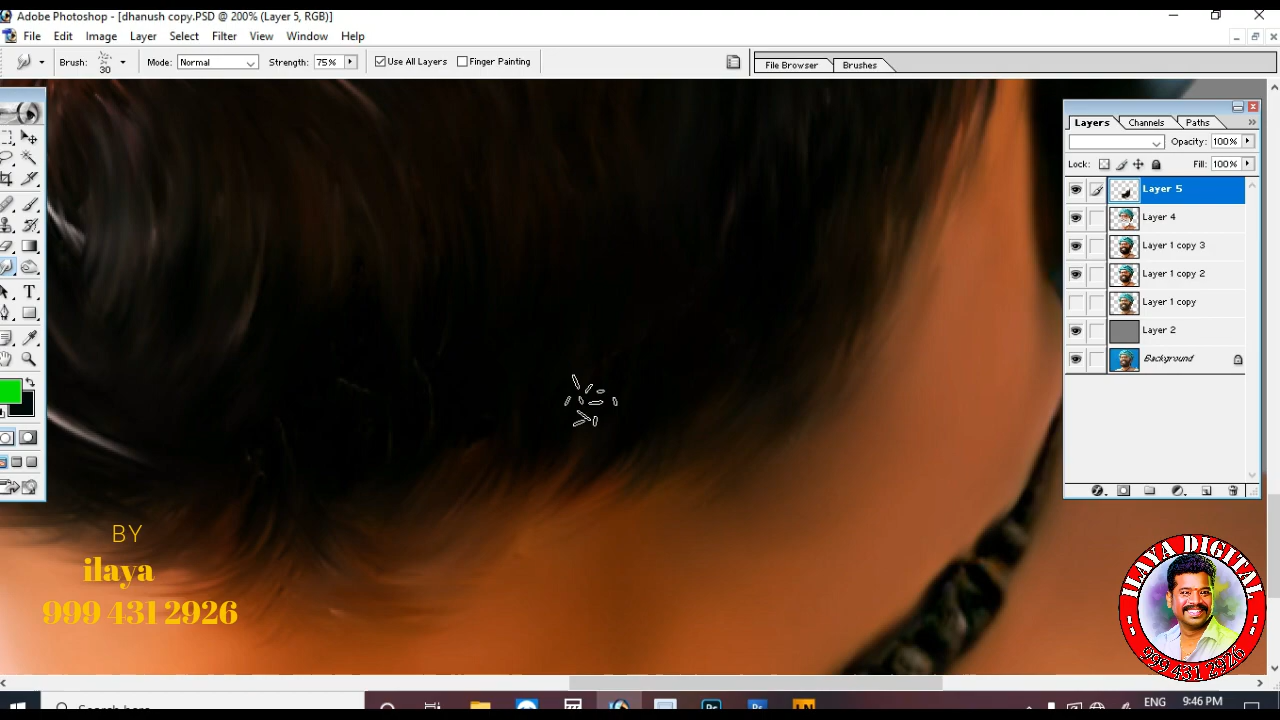 Adobe Photoshop - [dhanush copy.PSD @ 200% (Layer 5, RGB)]
File Edit Image Layer Select Filter View Window Help
Brush: 30 Mode: Normal Strength: 75% Use All Layers Finger Painting File Browser Brushes
Layers Channels Paths
Opacity: 100%
Lock: Fill: 100%
Layer 5
Layer 4
Layer 1 copy 3
Layer 1 copy 2
Layer 1 copy
Layer 2
Background
BY
ilaya
999 431 2926
ILAYA DIGITAL
999 431 2926
ENG 9:46 PM